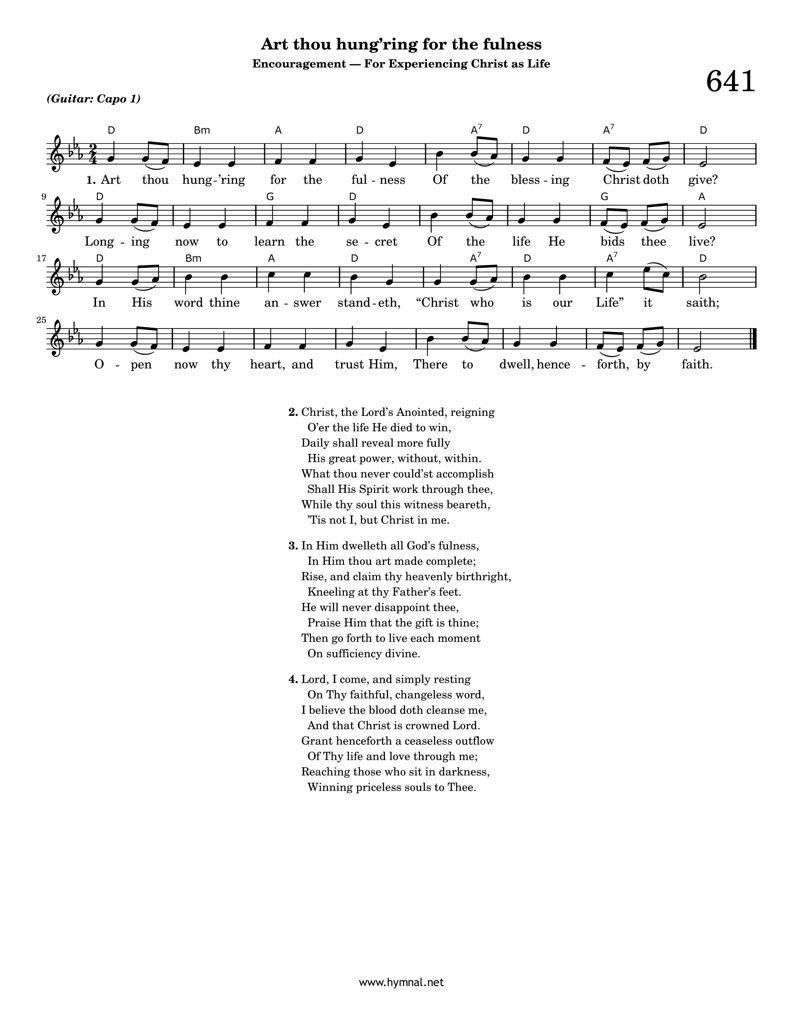 Art thou hung’ring for the fulness
Encouragement — For Experiencing Christ as Life
641
(Guitar: Capo 1)
D Bm A D A7 D A7 D
2
4
1. Art thou hung-’ring for the ful - ness Of the bless - ing Christ doth give?
9
D G D G A
Long - ing now to learn the se - cret Of the life He bids thee live?
17
D Bm A D A7 D A7 D
In His word thine an - swer stand - eth, “Christ who is our Life” it saith;
25
O - pen now thy heart, and trust Him, There to dwell, hence - forth, by faith.
2. Christ, the Lord’s Anointed, reigning
O’er the life He died to win,
Daily shall reveal more fully
His great power, without, within.
What thou never could’st accomplish
Shall His Spirit work through thee,
While thy soul this witness beareth,
’Tis not I, but Christ in me.
3. In Him dwelleth all God’s fulness,
In Him thou art made complete;
Rise, and claim thy heavenly birthright,
Kneeling at thy Father’s feet.
He will never disappoint thee,
Praise Him that the gift is thine;
Then go forth to live each moment
On sufficiency divine.
4. Lord, I come, and simply resting
On Thy faithful, changeless word,
I believe the blood doth cleanse me,
And that Christ is crowned Lord.
Grant henceforth a ceaseless outflow
Of Thy life and love through me;
Reaching those who sit in darkness,
Winning priceless souls to Thee.
www.hymnal.net